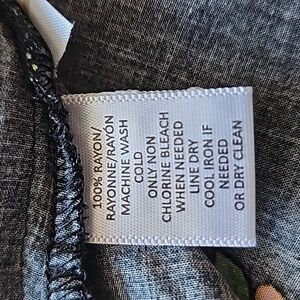 100% RAYON/
RAYONNE/RAYÓN
MACHINE WASH
COLD
ONLY NON
CHLORINE BLEACH
WHEN NEEDED
LINE DRY
COOL IRON IF
NEEDED
OR DRY CLEAN